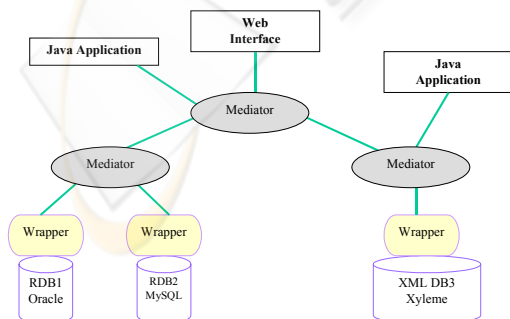 Web
Interface
Java Application
Java
Application
Mediator
Mediator
Mediator
Wrapper
Wrapper
Wrapper
RDB1
Oracle
RDB2
MySQL
XML DB3
Xyleme